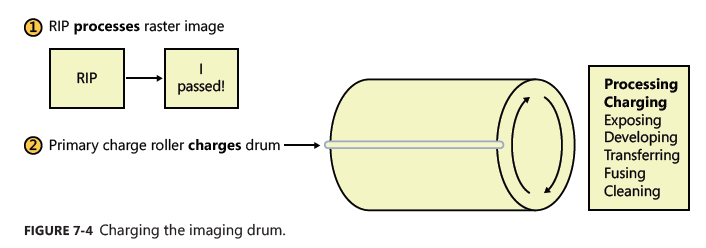 1 RIP processes raster image
RIP
I
passed!
2 Primary charge roller charges drum
Processing
Charging
Exposing
Developing
Transferring
Fusing
Cleaning
FIGURE 7-4 Charging the imaging drum.